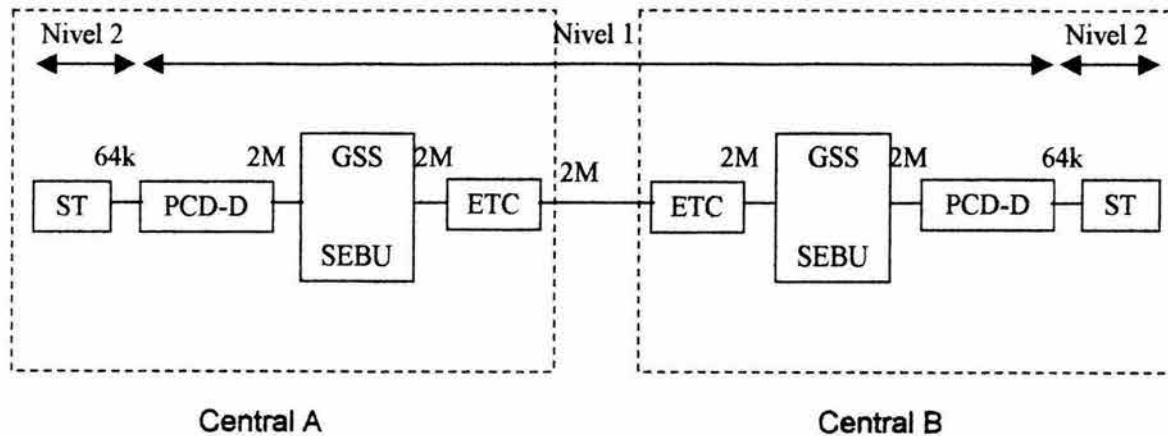 Nivel 2 Nivel 1 Nivel 2
64k 2M GSS 2M 2M 2M GSS 2M 64k
ST PCD-D ETC ETC PCD-D ST
SEBU SEBU
Central A Central B